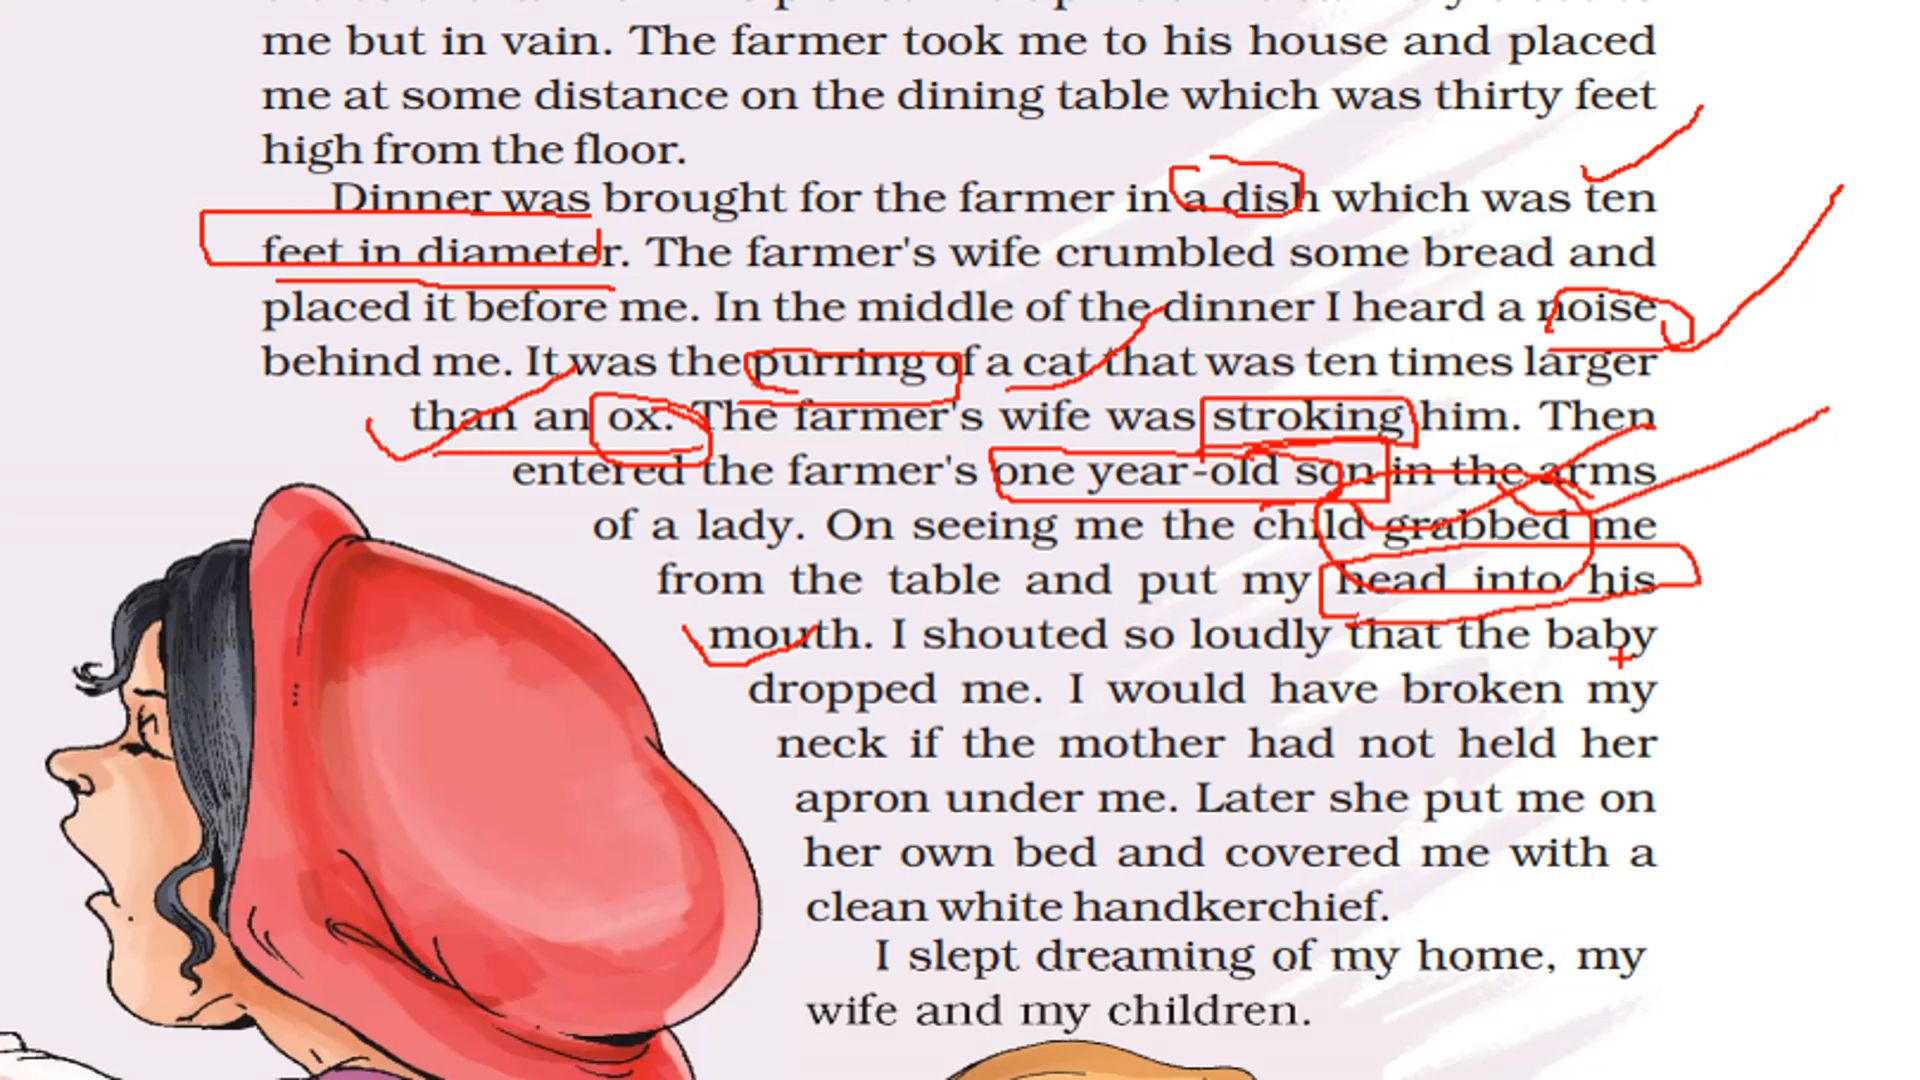 me but in vain. The farmer took me to his house and placed
me at some distance on the dining table which was thirty feet
high from the floor.
Dinner was brought for the farmer in a dish which was ten
feet in diameter. The farmer's wife crumbled some bread and
placed it before me. In the middle of the dinner I heard a noise
behind me. It was the purring of a cat that was ten times larger
than an ox. The farmer's wife was stroking him. Then
entered the farmer's one year-old son in the arms
of a lady. On seeing me the child grabbed me
from the table and put my head into his
mouth. I shouted so loudly that the baby
dropped me. I would have broken my
neck if the mother had not held her
apron under me. Later she put me on
her own bed and covered me with a
clean white handkerchief.
I slept dreaming of my home, my
wife and my children.